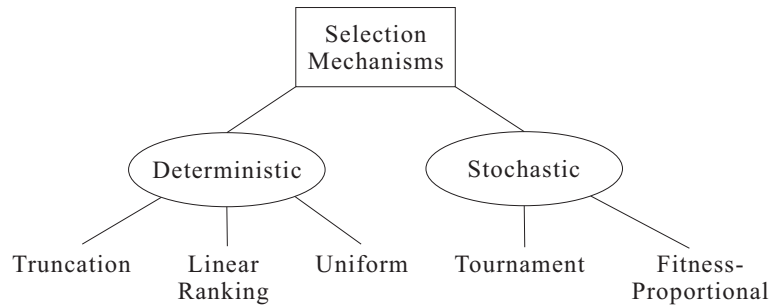 Selection
Mechanisms
Deterministic
Stochastic
Truncation
Linear
Ranking
Uniform
Tournament
Fitness-
Proportional